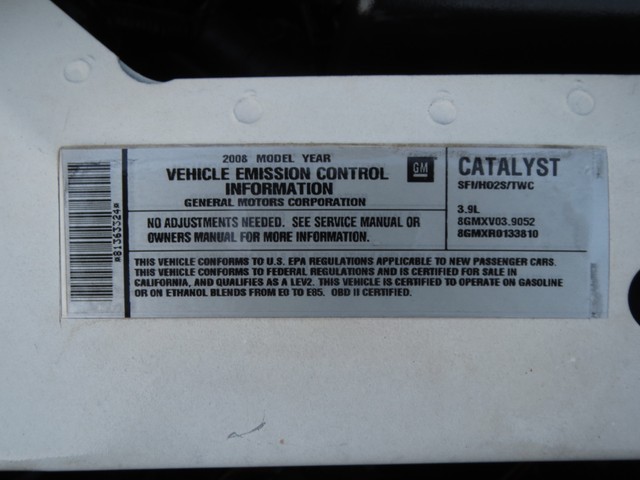 2008 MODEL YEAR
VEHICLE EMISSION CONTROL
INFORMATION
GENERAL MOTORS CORPORATION
GM
CATALYST
SFI/HO2S/TWC
3.9L
8GMXV03.9052
8GMXR0133810
NO ADJUSTMENTS NEEDED. SEE SERVICE MANUAL OR
OWNERS MANUAL FOR MORE INFORMATION.
THIS VEHICLE CONFORMS TO U.S. EPA REGULATIONS APPLICABLE TO NEW PASSENGER CARS.
THIS VEHICLE CONFORMS TO FEDERAL REGULATIONS AND IS CERTIFIED FOR SALE IN
CALIFORNIA, AND QUALIFIES AS A LEV2. THIS VEHICLE IS CERTIFIED TO OPERATE ON GASOLINE
OR ON ETHANOL BLENDS FROM E0 TO E85. OBD II CERTIFIED.
*81363324*